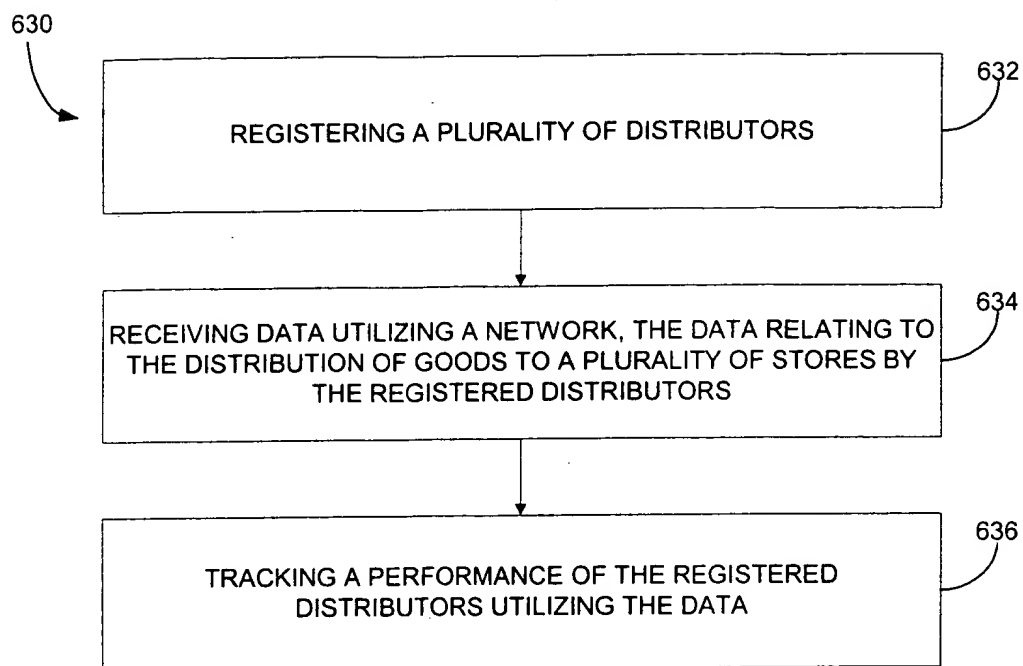 630
632
REGISTERING A PLURALITY OF DISTRIBUTORS
634
RECEIVING DATA UTILIZING A NETWORK, THE DATA RELATING TO
THE DISTRIBUTION OF GOODS TO A PLURALITY OF STORES BY
THE REGISTERED DISTRIBUTORS
636
TRACKING A PERFORMANCE OF THE REGISTERED
DISTRIBUTORS UTILIZING THE DATA